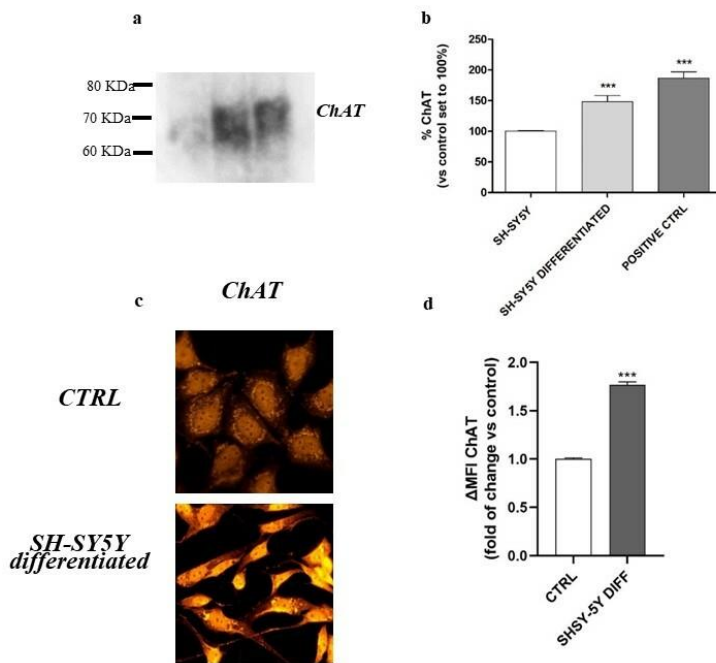 a
80 KDa
70 KDa
60 KDa
ChAT
b
% ChAT
(vs control set to 100%)
250
200
150
100
50
0
***
***
SH-SY5Y
SH-SY5Y DIFFERENTIATED
POSITIVE CTRL
c
ChAT
CTRL
SH-SY5Y
differentiated
d
ΔMFI ChAT
(fold of change vs control)
2.0
1.5
1.0
0.5
0.0
***
CTRL
SHSY-5Y DIFF